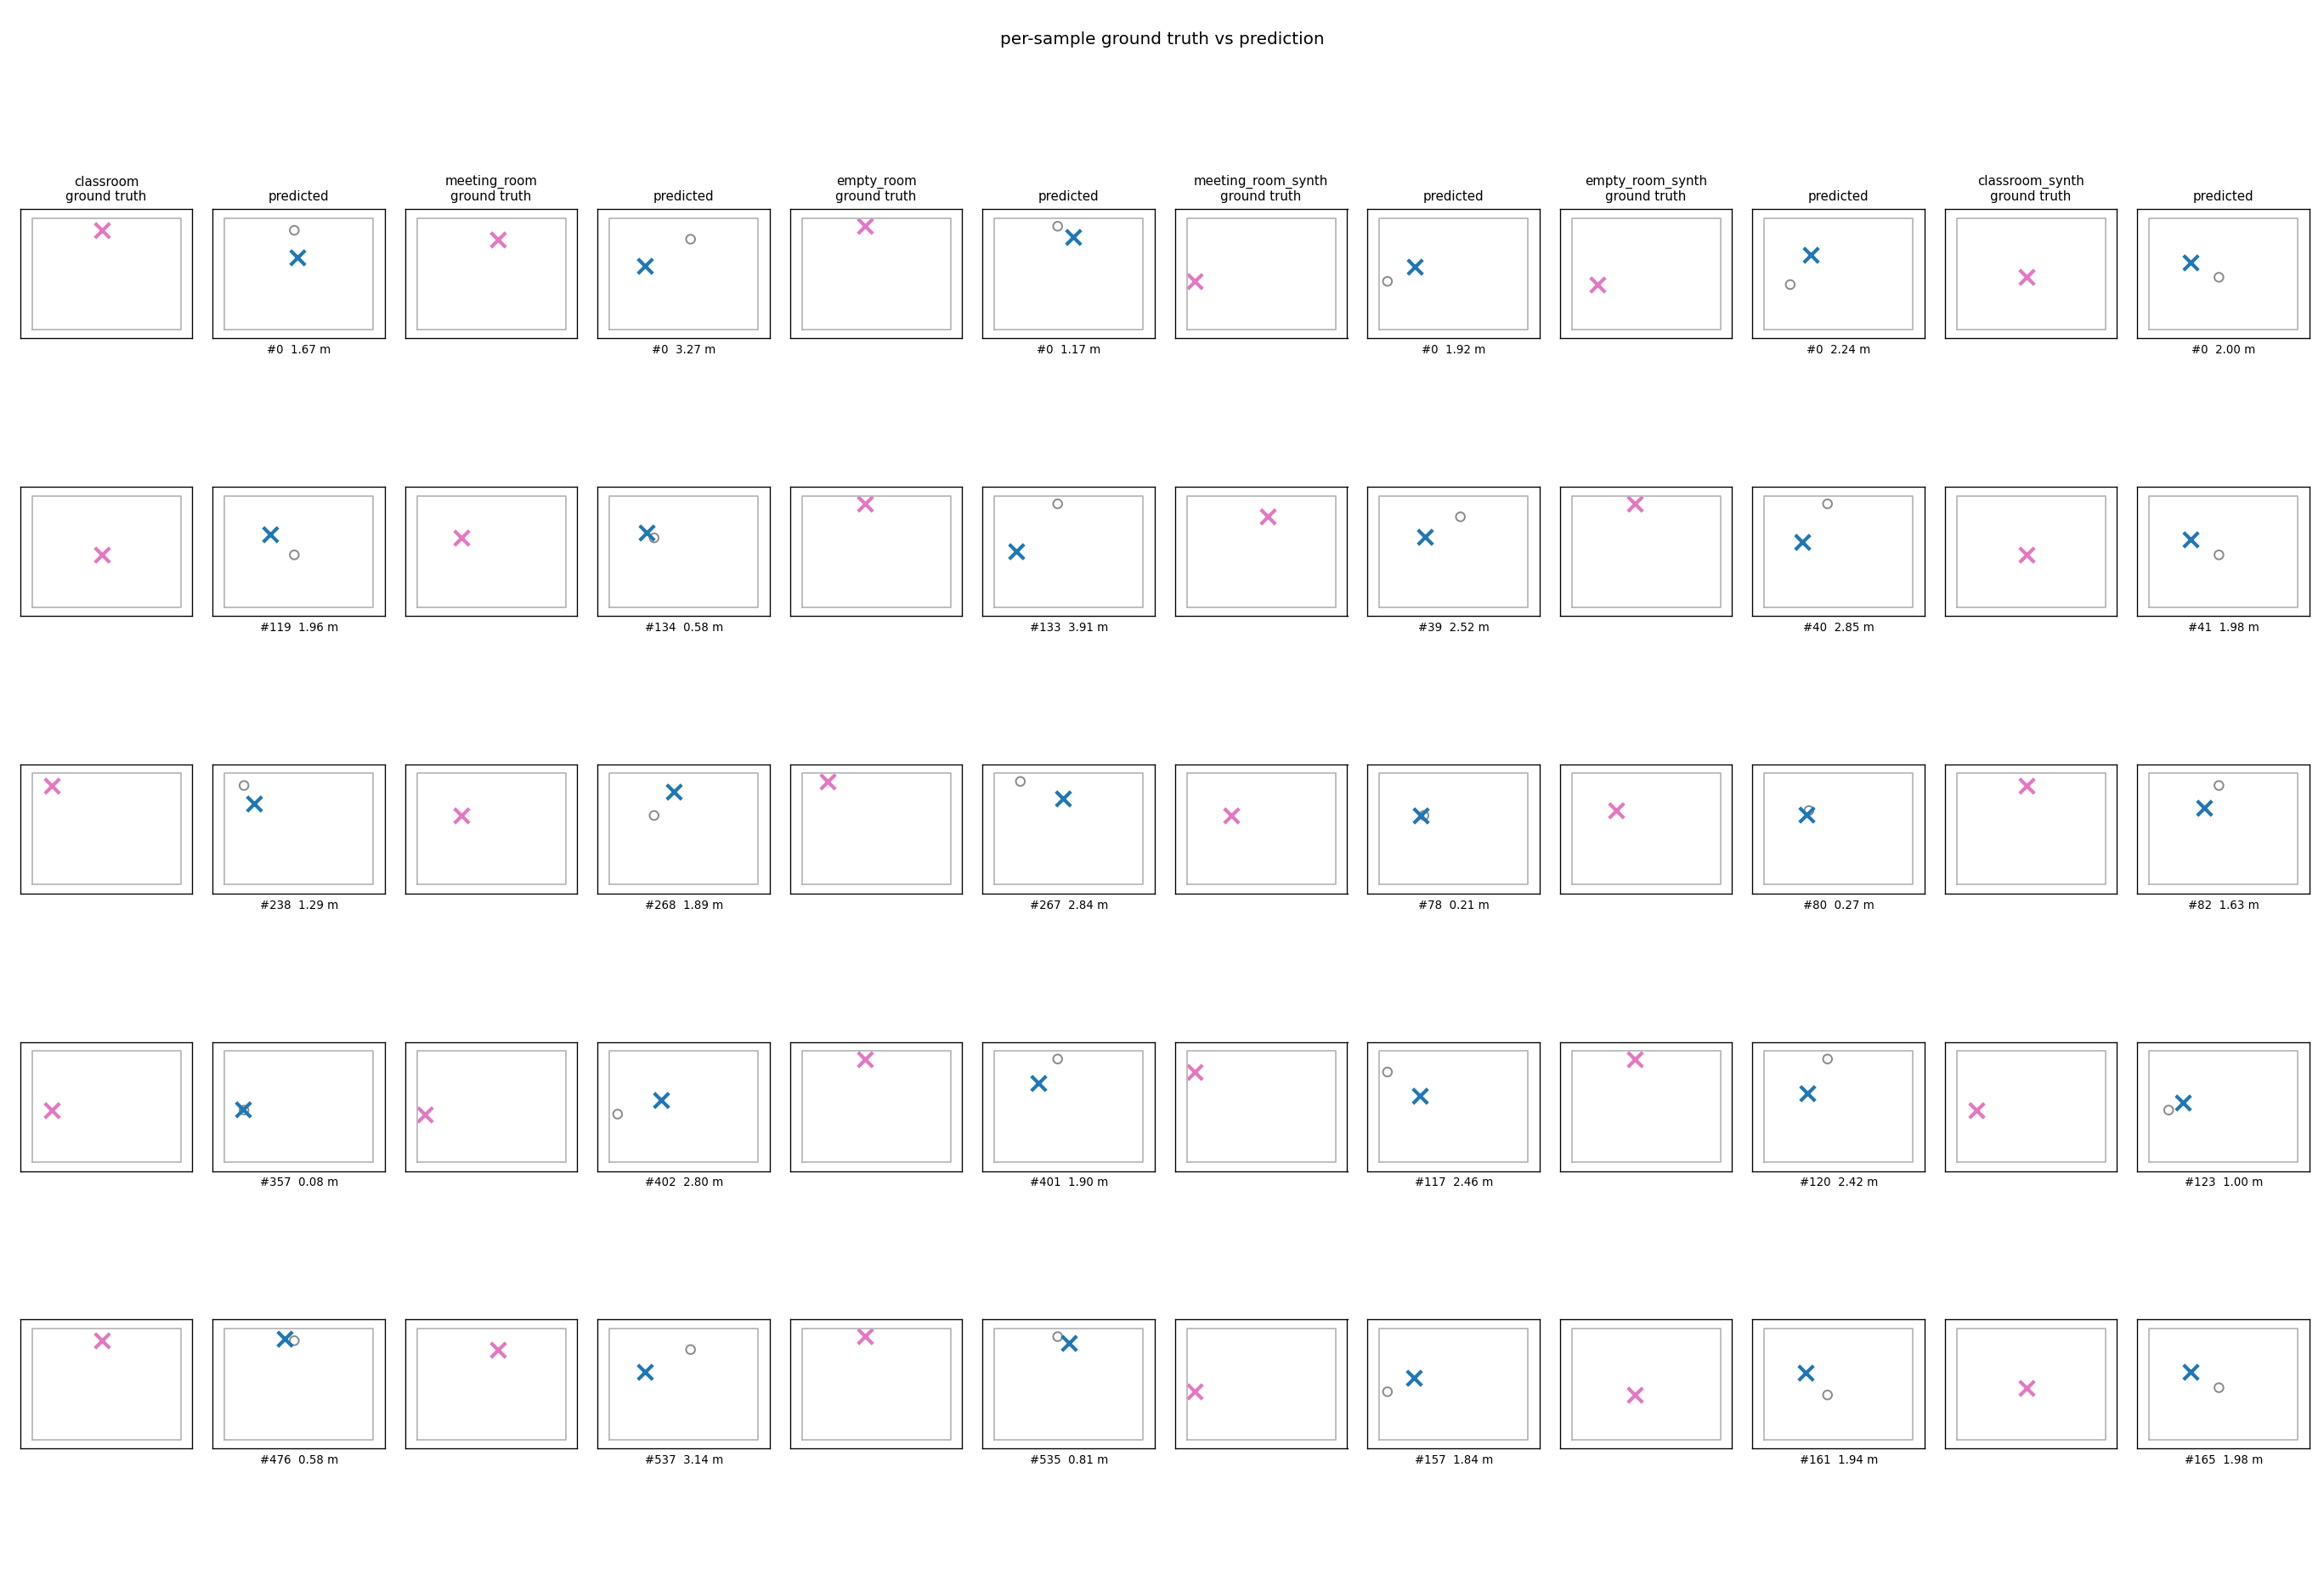 per-sample ground truth vs prediction
classroom
ground truth
predicted
meeting_room
ground truth
predicted
empty_room
ground truth
predicted
meeting_room_synth
ground truth
predicted
empty_room_synth
ground truth
predicted
classroom_synth
ground truth
predicted
#0 1.67 m
#0 3.27 m
#0 1.17 m
#0 1.92 m
#0 2.24 m
#0 2.00 m
#119 1.96 m
#134 0.58 m
#133 3.91 m
#39 2.52 m
#40 2.85 m
#41 1.98 m
#238 1.29 m
#268 1.89 m
#267 2.84 m
#78 0.21 m
#80 0.27 m
#82 1.63 m
#357 0.08 m
#402 2.80 m
#401 1.90 m
#117 2.46 m
#120 2.42 m
#123 1.00 m
#476 0.58 m
#537 3.14 m
#535 0.81 m
#157 1.84 m
#161 1.94 m
#165 1.98 m